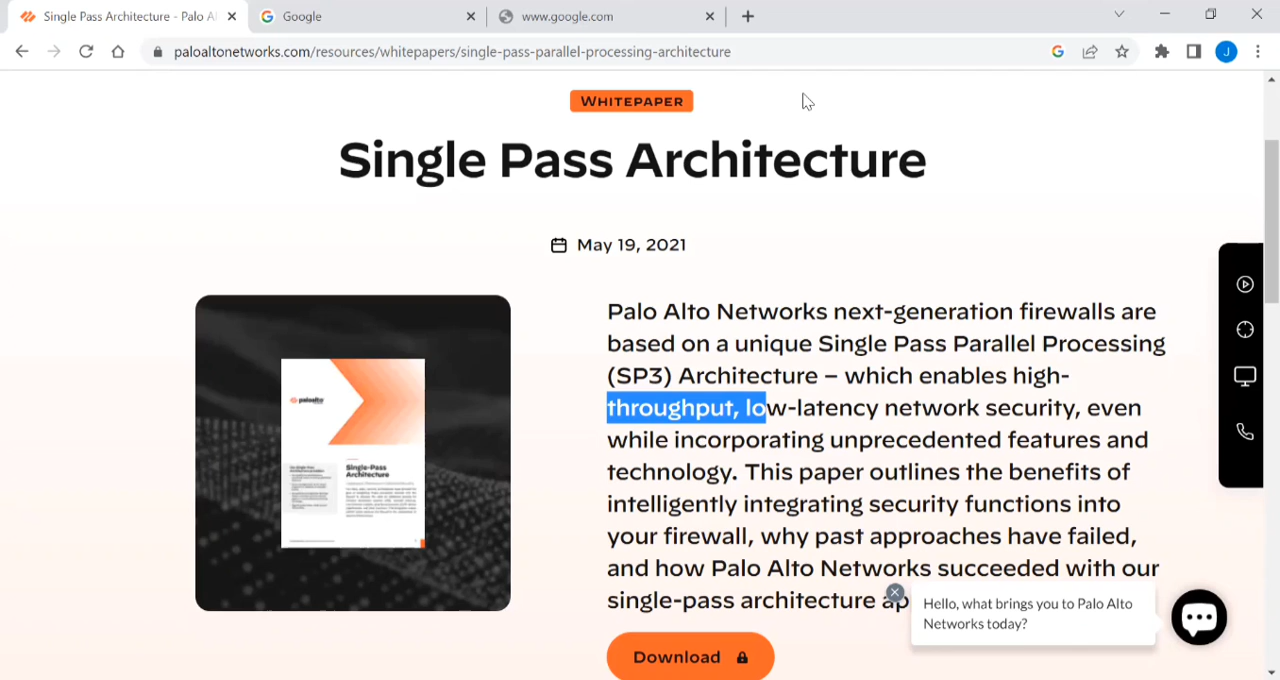 Single Pass Architecture - Palo Al
Google
www.google.com
paloaltonetworks.com/resources/whitepapers/single-pass-parallel-processing-architecture
J
WHITEPAPER
Single Pass Architecture
May 19, 2021
Palo Alto Networks next-generation firewalls are
based on a unique Single Pass Parallel Processing
(SP3) Architecture – which enables high-
throughput, low-latency network security, even
while incorporating unprecedented features and
technology. This paper outlines the benefits of
intelligently integrating security functions into
your firewall, why past approaches have failed,
and how Palo Alto Networks succeeded with our
single-pass architecture ap
paloalto
Single-Pass
Architecture
Hello, what brings you to Palo Alto
Networks today?
Download